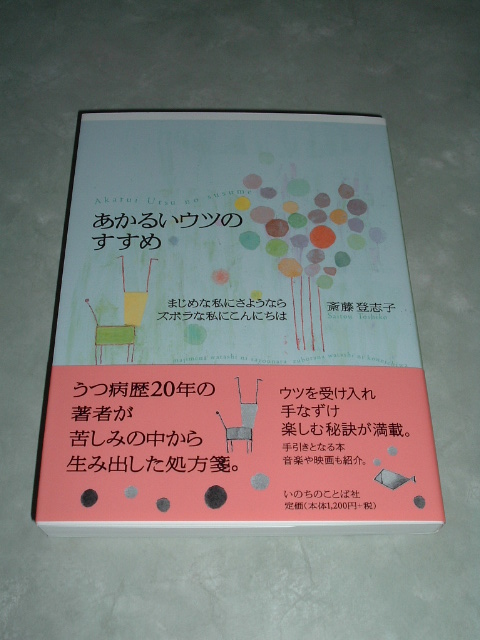 Akarui Utsu no susume
あかるいウツの
すすめ
まじめな私にさようなら
ズボラな私にこんにちは
斎藤登志子
Saitou Toshiko
majimena watashi ni sayounara zuborana watashi ni konnichiwa
うつ病歴20年の
著者が
苦しみの中から
生み出した処方箋。
ウツを受け入れ
手なずけ
楽しむ秘訣が満載。
手引きとなる本
音楽や映画も紹介。
いのちのことば社
定価(本体1,200円+税)